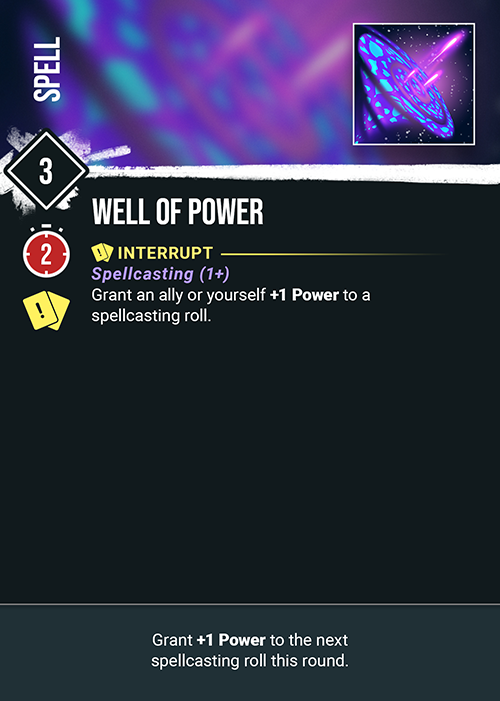 SPELL
3
WELL OF POWER
2
! INTERRUPT
Spellcasting (1+)
!
Grant an ally or yourself +1 Power to a
spellcasting roll.
Grant +1 Power to the next
spellcasting roll this round.